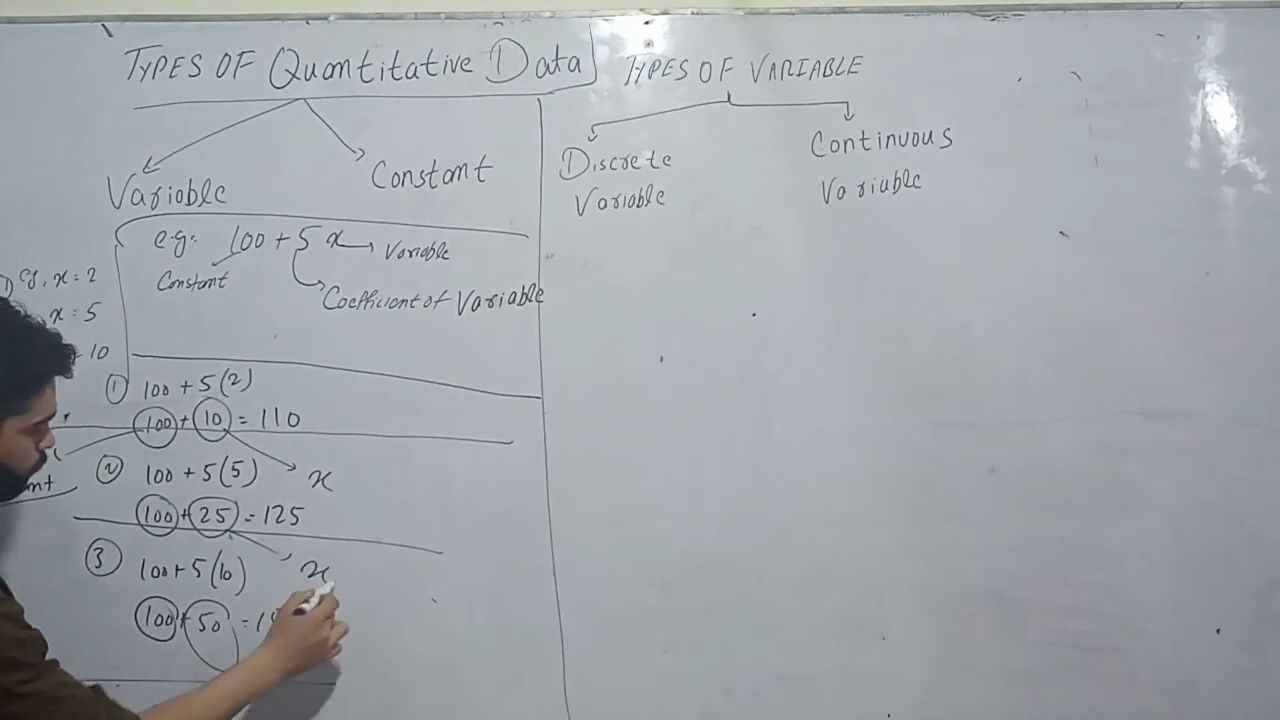 TYPES OF Quantitative Data
Variable
Constant
e.g. 100 + 5 x → Variable
Constant
Coefficient of Variable
x = 2
x = 5
10
① 100 + 5(2)
100 + 10 = 110
x
② 100 + 5(5)
100 + 25 = 125
x
③ 100 + 5(10)
100 + 50 =
TYPES OF VARIABLE
Discrete
Variable
Continuous
Variable